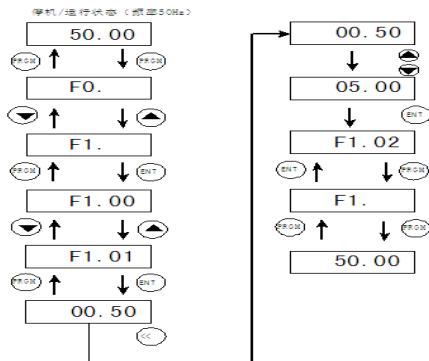 停机/运行状态（频率50Hz）
50.00
PRGM
PRGM
F0.
F1.
PRGM
ENT
F1.00
F1.01
PRGM
ENT
00.50
<<
00.50
05.00
ENT
F1.02
ENT
PRGM
F1.
PRGM
PRGM
50.00